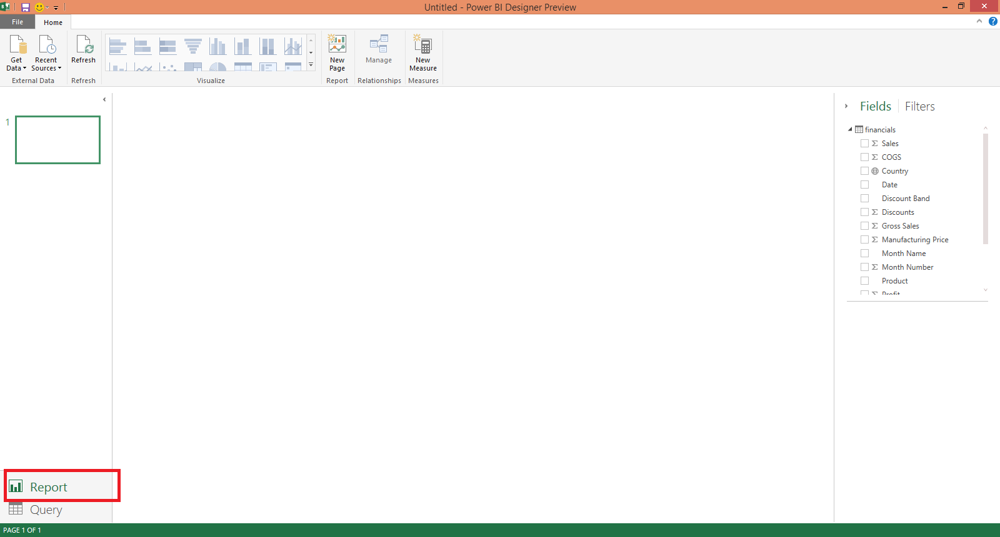 Untitled - Power BI Designer Preview
File
Home
Get Data
Recent Sources
Refresh
New Page
Manage
New Measure
External Data
Refresh
Visualize
Report
Relationships
Measures
1
Fields
Filters
financials
Sales
COGS
Country
Date
Discount Band
Discounts
Gross Sales
Manufacturing Price
Month Name
Month Number
Product
Profit
Report
Query
PAGE 1 OF 1